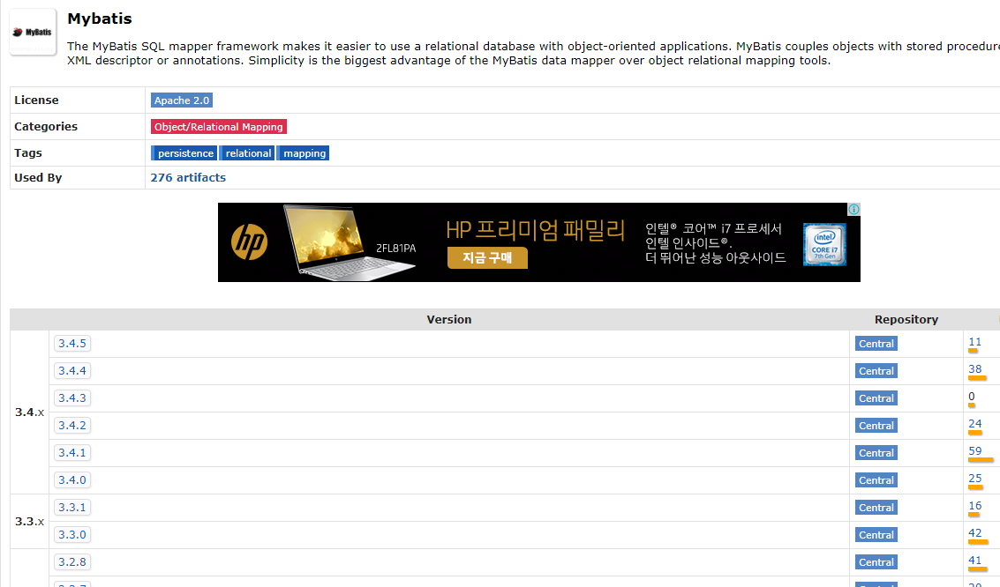 MyBatis
Mybatis
The MyBatis SQL mapper framework makes it easier to use a relational database with object-oriented applications. MyBatis couples objects with stored procedure
XML descriptor or annotations. Simplicity is the biggest advantage of the MyBatis data mapper over object relational mapping tools.
License Apache 2.0
Categories Object/Relational Mapping
Tags persistence relational mapping
Used By 276 artifacts
hp
2FL81PA
HP 프리미엄 패밀리
지금 구매
인텔® 코어™ i7 프로세서
인텔 인사이드®.
더 뛰어난 성능 아웃사이드
intel
CORE i7
7th Gen
Version Repository
3.4.x
3.4.5 Central 11
3.4.4 Central 38
3.4.3 Central 0
3.4.2 Central 24
3.4.1 Central 59
3.4.0 Central 25
3.3.x
3.3.1 Central 16
3.3.0 Central 42
3.2.8 Central 41